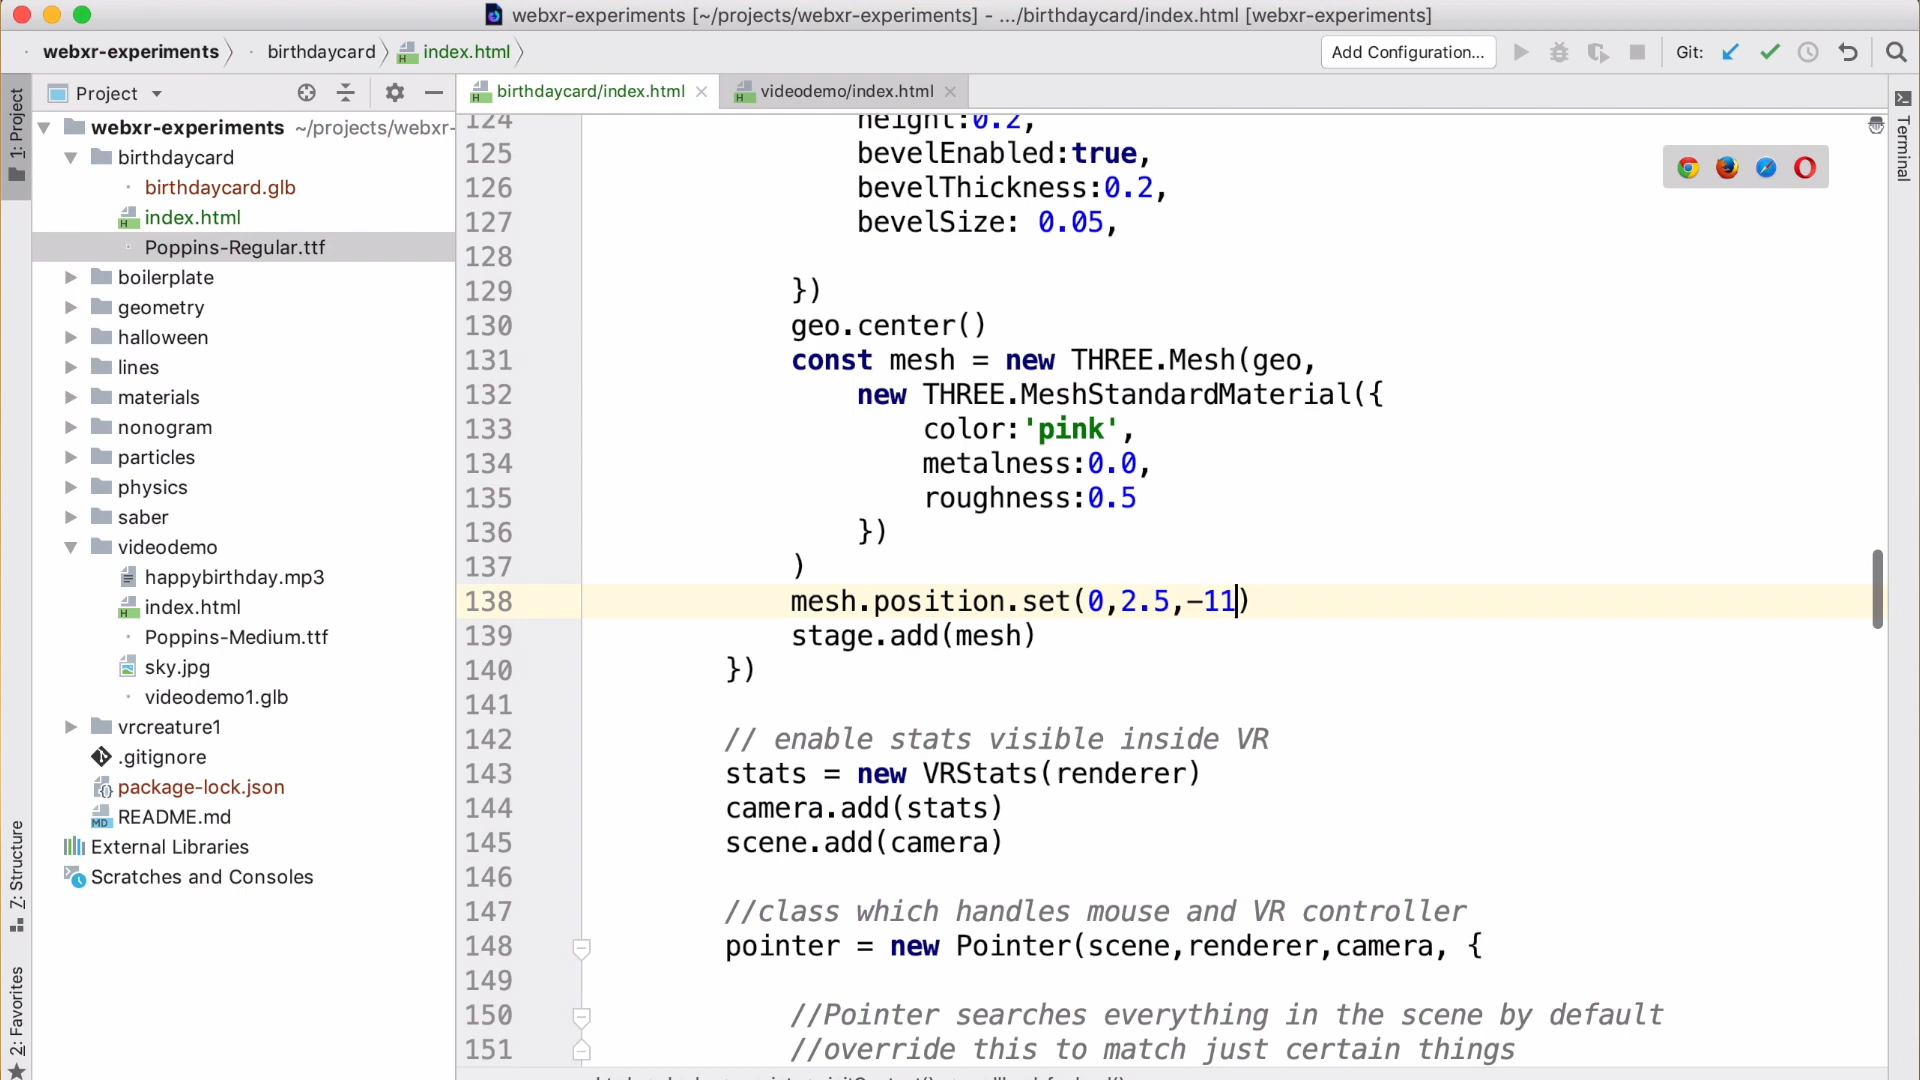 webxr-experiments [~/projects/webxr-experiments] - .../birthdaycard/index.html [webxr-experiments]
webxr-experiments birthdaycard index.html Add Configuration... Git:
Project birthdaycard/index.html videodemo/index.html
1: Project
7: Structure
2: Favorites
Terminal
webxr-experiments ~/projects/webxr-
birthdaycard
birthdaycard.glb
index.html
Poppins-Regular.ttf
boilerplate
geometry
halloween
lines
materials
nonogram
particles
physics
saber
videodemo
happybirthday.mp3
index.html
Poppins-Medium.ttf
sky.jpg
videodemo1.glb
vrcreature1
.gitignore
package-lock.json
README.md
External Libraries
Scratches and Consoles
124 height:0.2,
125 bevelEnabled:true,
126 bevelThickness:0.2,
127 bevelSize: 0.05,
128
129 })
130 geo.center()
131 const mesh = new THREE.Mesh(geo,
132 new THREE.MeshStandardMaterial({
133 color:'pink',
134 metalness:0.0,
135 roughness:0.5
136 })
137 )
138 mesh.position.set(0,2.5,-11)
139 stage.add(mesh)
140 })
141
142 // enable stats visible inside VR
143 stats = new VRStats(renderer)
144 camera.add(stats)
145 scene.add(camera)
146
147 //class which handles mouse and VR controller
148 pointer = new Pointer(scene,renderer,camera, {
149
150 //Pointer searches everything in the scene by default
151 //override this to match just certain things